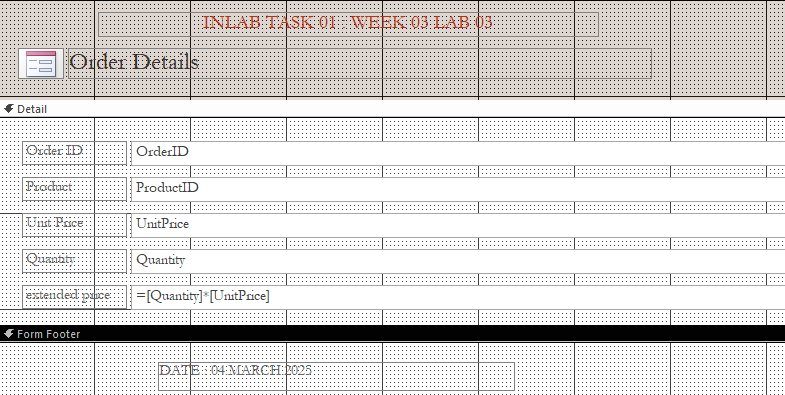 INLAB TASK 01 : WEEK 03 LAB 03
Order Details
Detail
Order ID OrderID
Product ProductID
Unit Price UnitPrice
Quantity Quantity
extended price =[Quantity]*[UnitPrice]
Form Footer
DATE : 04 MARCH 2025